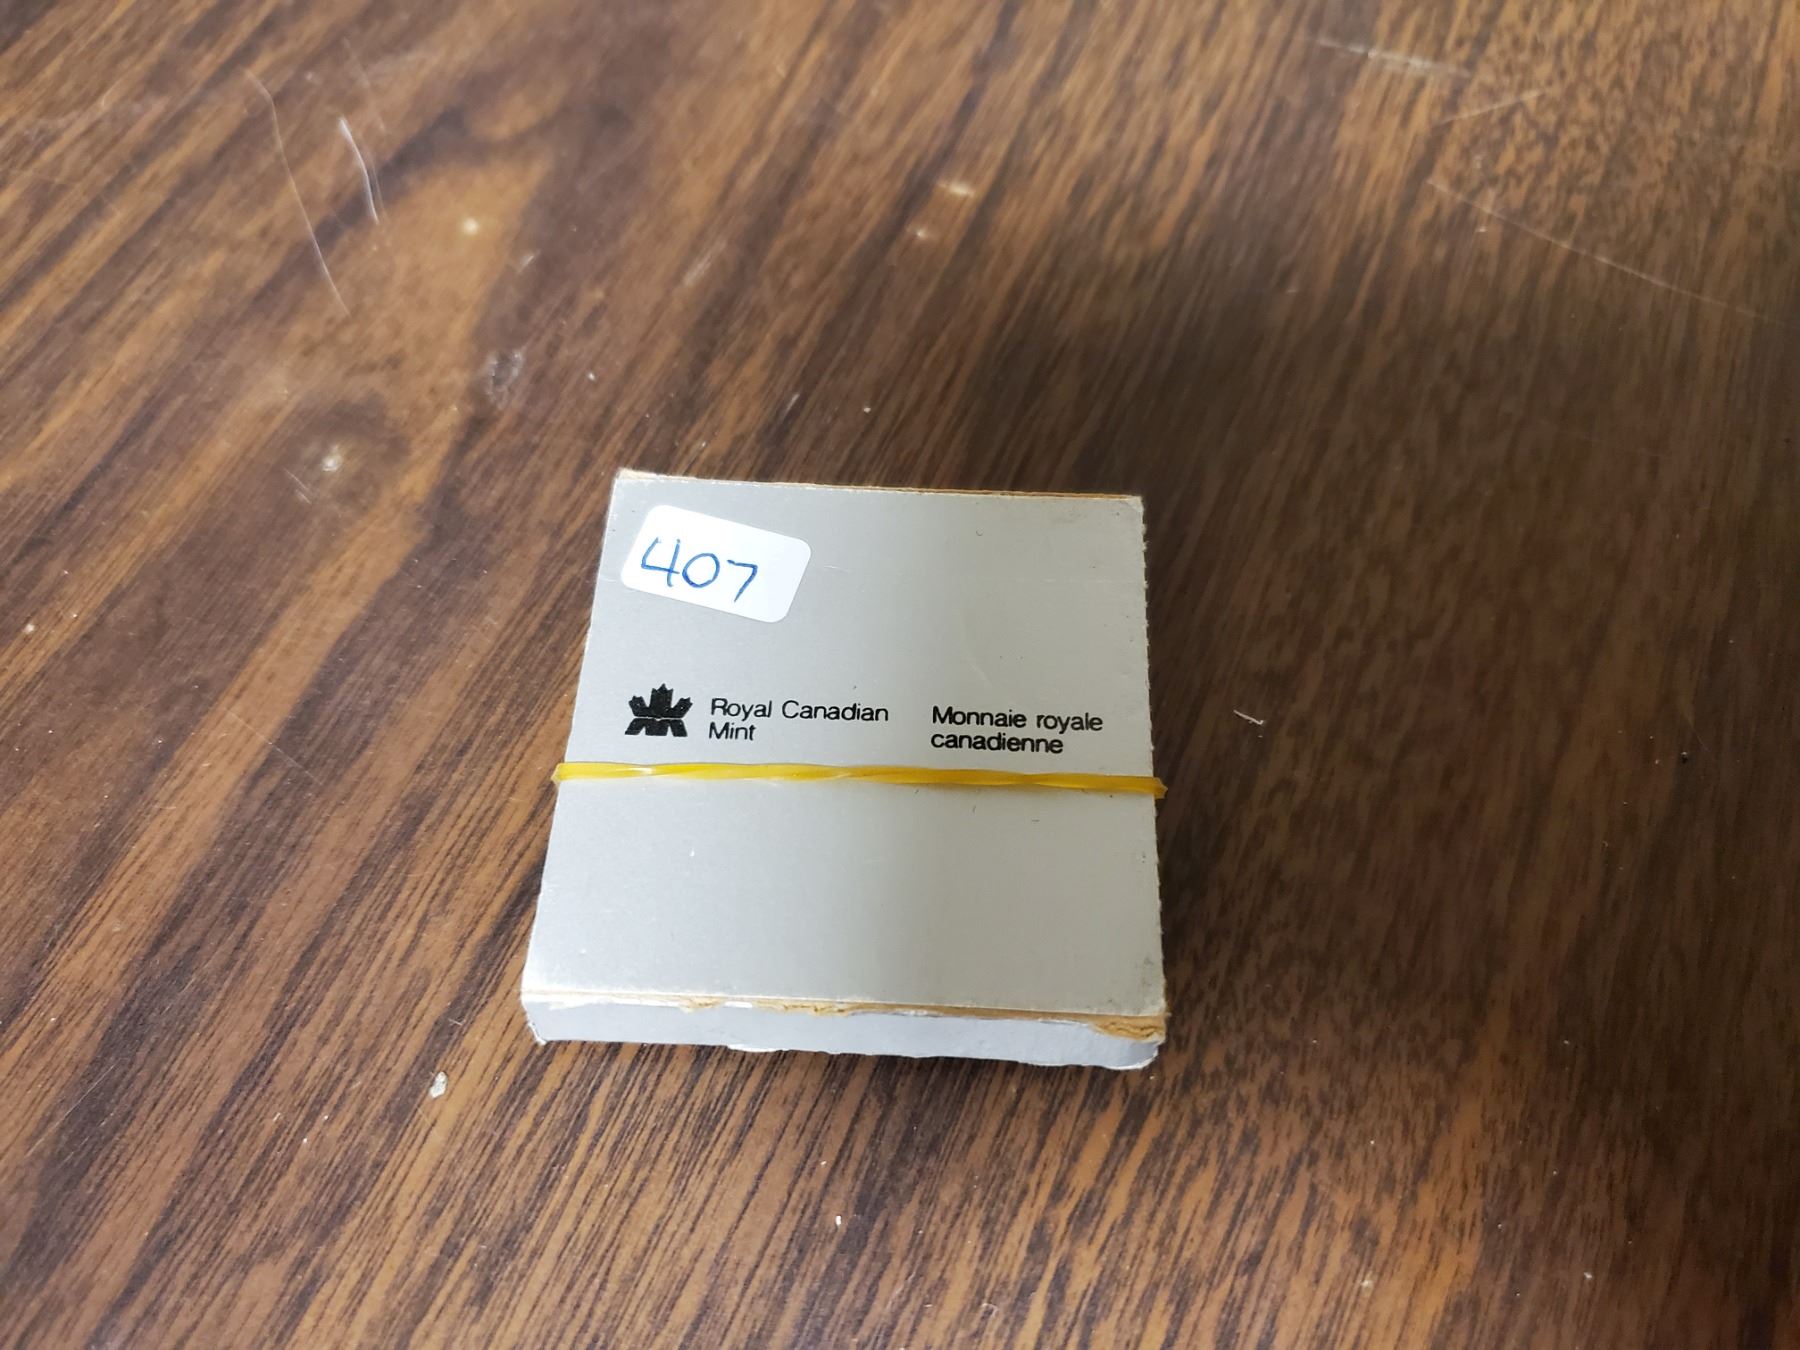 407
Royal Canadian
Mint
Monnaie royale
canadienne